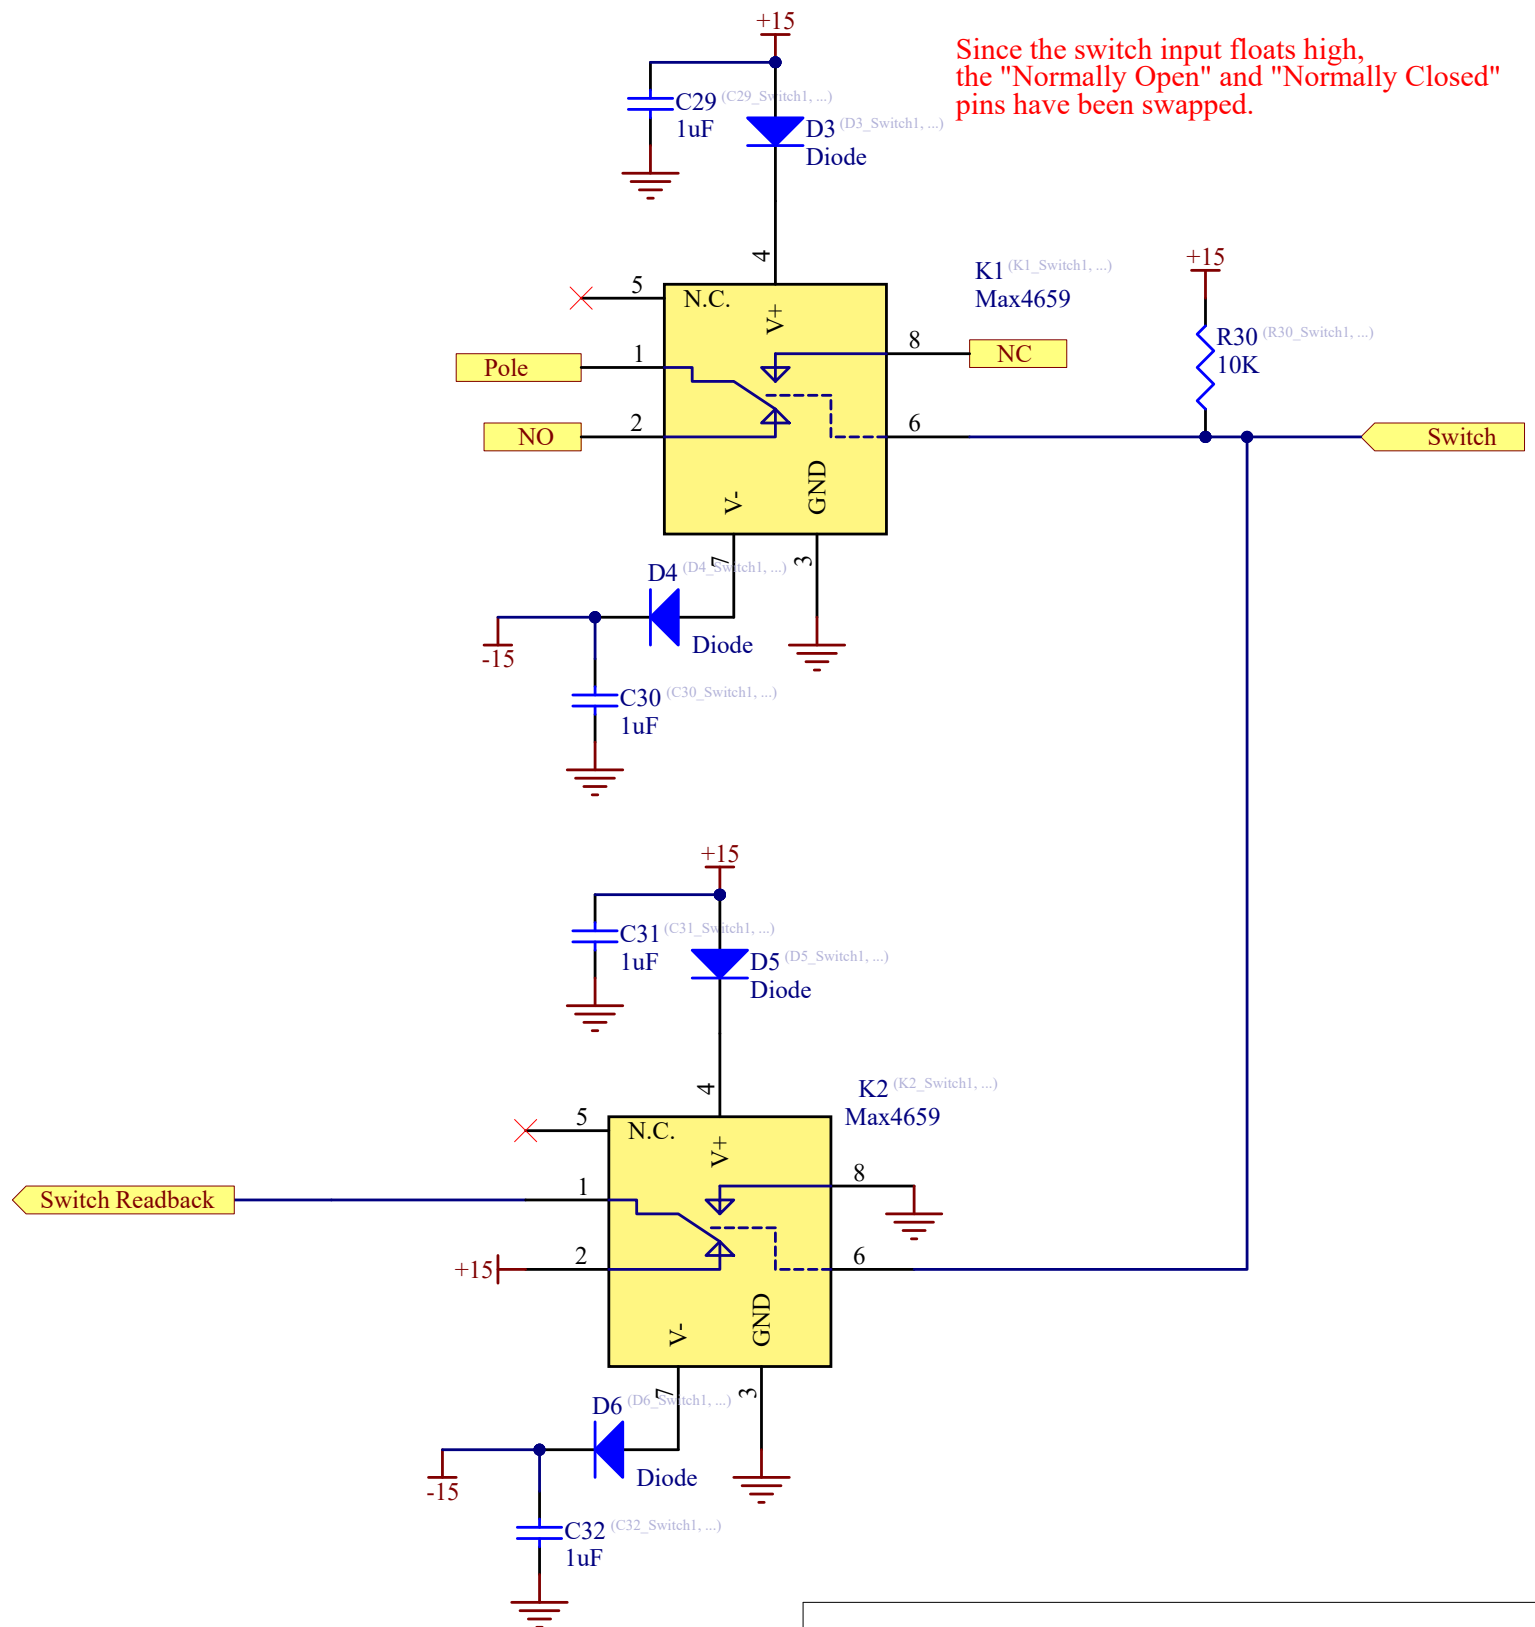 +15
Since the switch input floats high,
the "Normally Open" and "Normally Closed"
pins have been swapped.
C29 (C29_Switch1, ...)
1uF
D3 (D3_Switch1, ...)
Diode
4
K1 (K1_Switch1, ...)
Max4659
+15
5
N.C.
V+
R30 (R30_Switch1, ...)
10K
8
NC
Pole
1
NO
2
6
Switch
V-
GND
7
3
D4 (D4_Switch1, ...)
Diode
-15
C30 (C30_Switch1, ...)
1uF
+15
C31 (C31_Switch1, ...)
1uF
D5 (D5_Switch1, ...)
Diode
4
K2 (K2_Switch1, ...)
Max4659
5
N.C.
V+
8
Switch Readback
1
+15
2
6
V-
GND
7
3
D6 (D6_Switch1, ...)
Diode
-15
C32 (C32_Switch1, ...)
1uF